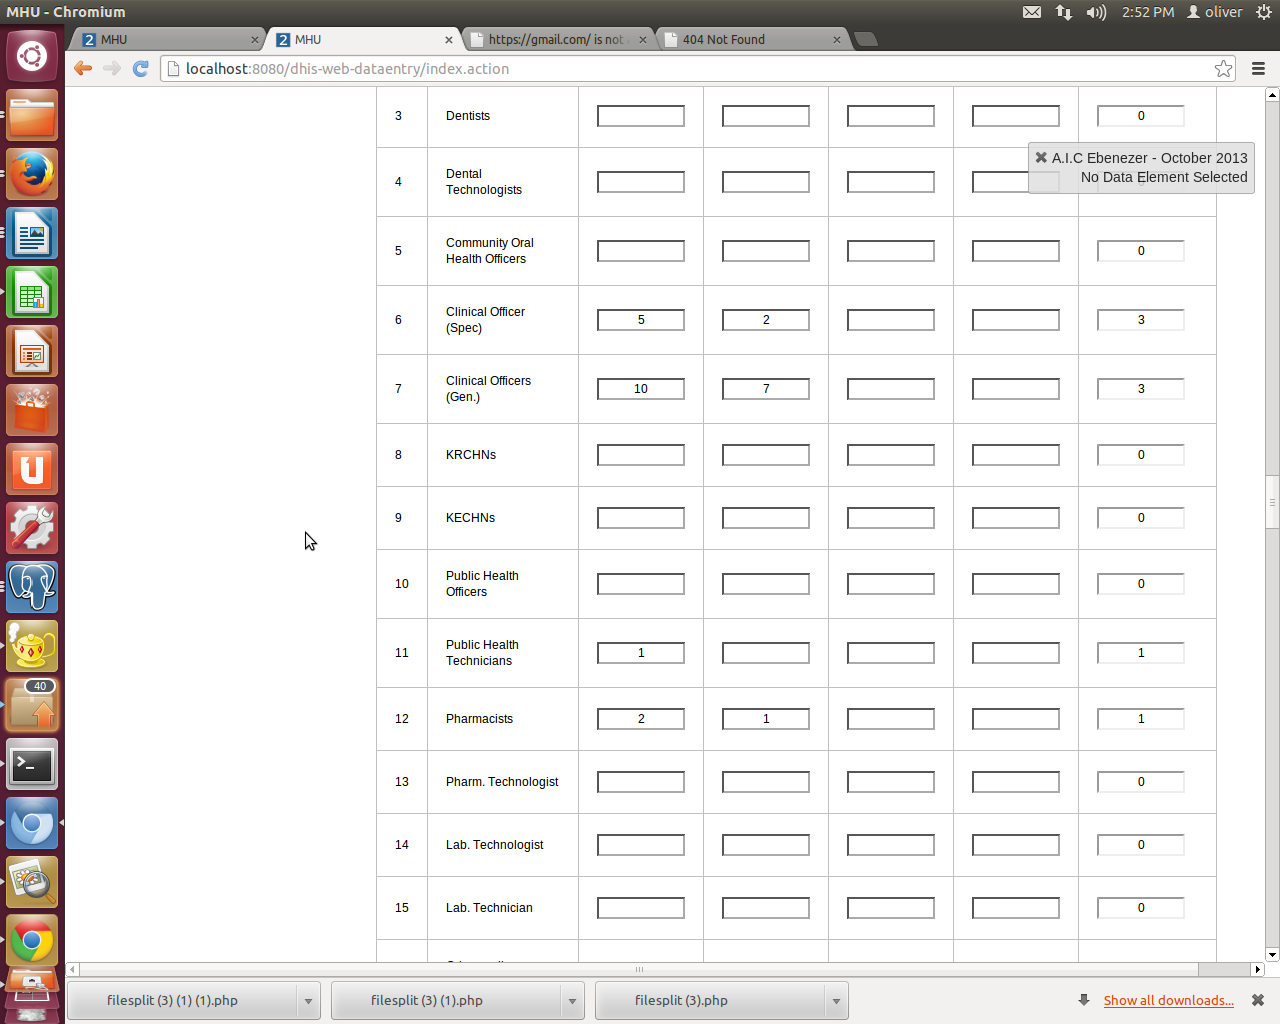 MHU - Chromium
2:52 PM
oliver
MHU
MHU
https://gmail.com/ is not
404 Not Found
localhost:8080/dhis-web-dataentry/index.action
3 Dentists 0
A.I.C Ebenezer - October 2013
No Data Element Selected
4 Dental
Technologists
5 Community Oral
Health Officers 0
6 Clinical Officer
(Spec) 5 2 3
7 Clinical Officers
(Gen.) 10 7 3
8 KRCHNs 0
9 KECHNs 0
10 Public Health
Officers 0
11 Public Health
Technicians 1 1
12 Pharmacists 2 1 1
13 Pharm. Technologist 0
14 Lab. Technologist 0
15 Lab. Technician 0
40
filesplit (3) (1) (1).php
filesplit (3) (1).php
filesplit (3).php
Show all downloads...